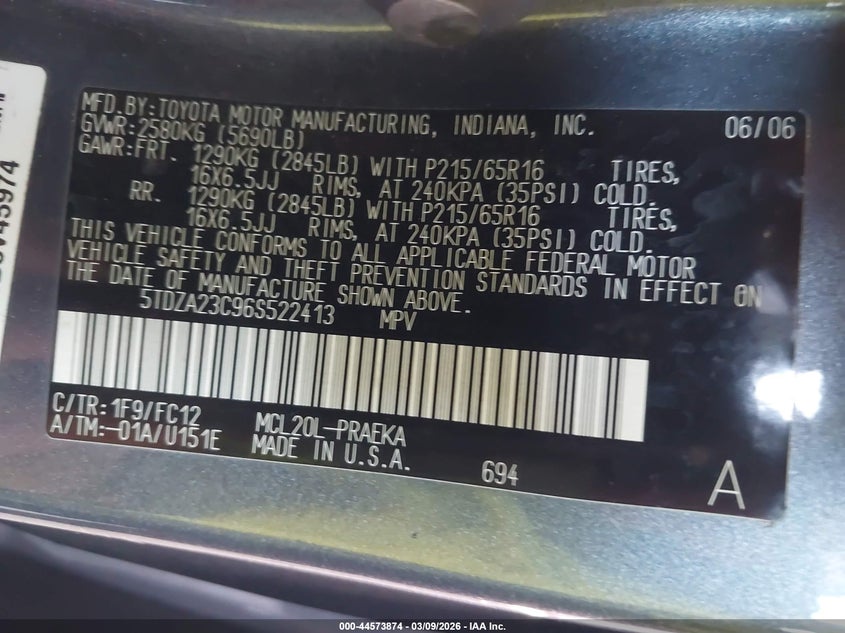 MFD.BY:TOYOTA MOTOR MANUFACTURING, INDIANA, INC. 06/06
GVWR:2580KG (5690LB)
GAWR:FRT. 1290KG (2845LB) WITH P215/65R16 TIRES,
16X6.5JJ RIMS, AT 240KPA (35PSI) COLD.
RR. 1290KG (2845LB) WITH P215/65R16 TIRES,
16X6.5JJ RIMS, AT 240KPA (35PSI) COLD.
THIS VEHICLE CONFORMS TO ALL APPLICABLE FEDERAL MOTOR
VEHICLE SAFETY AND THEFT PREVENTION STANDARDS IN EFFECT ON
THE DATE OF MANUFACTURE SHOWN ABOVE.
5TDZA23C96S522413 MPV
C/TR:1F9/FC12 MCL20L-PRAEKA
A/TM:-01A/U151E MADE IN U.S.A. 694
A
000-44573874 | 03/09/2026 - IAA Inc.